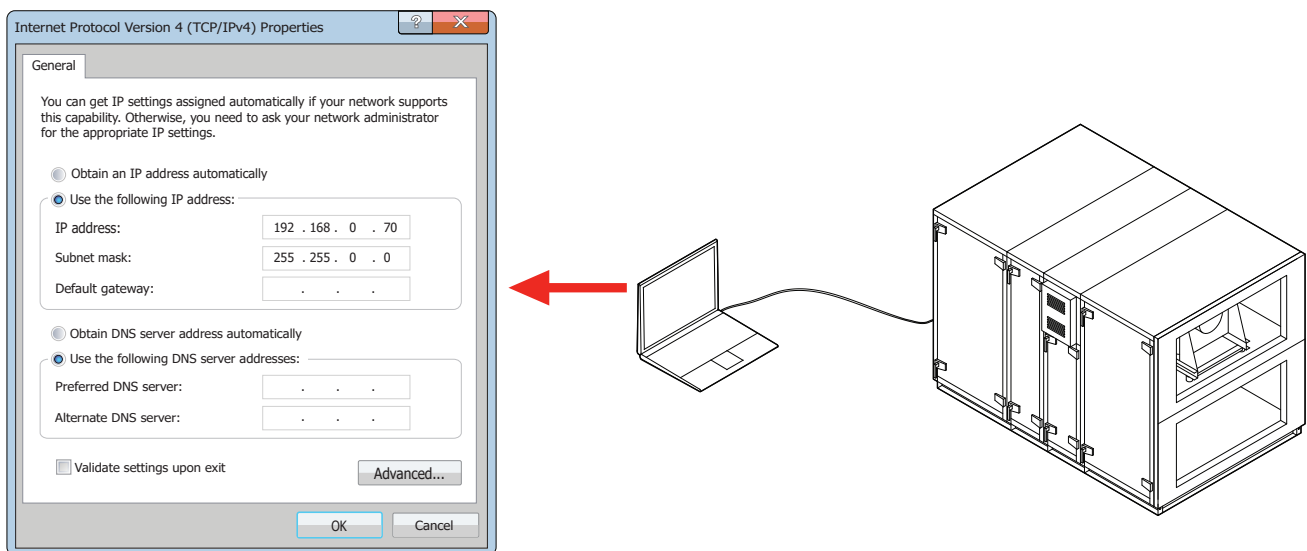 Internet Protocol Version 4 (TCP/IPv4) Properties
?
X
General
You can get IP settings assigned automatically if your network supports
this capability. Otherwise, you need to ask your network administrator
for the appropriate IP settings.
Obtain an IP address automatically
Use the following IP address:
IP address: 192 . 168 . 0 . 70
Subnet mask: 255 . 255 . 0 . 0
Default gateway: . . .
Obtain DNS server address automatically
Use the following DNS server addresses:
Preferred DNS server: . . .
Alternate DNS server: . . .
Validate settings upon exit
Advanced...
OK Cancel